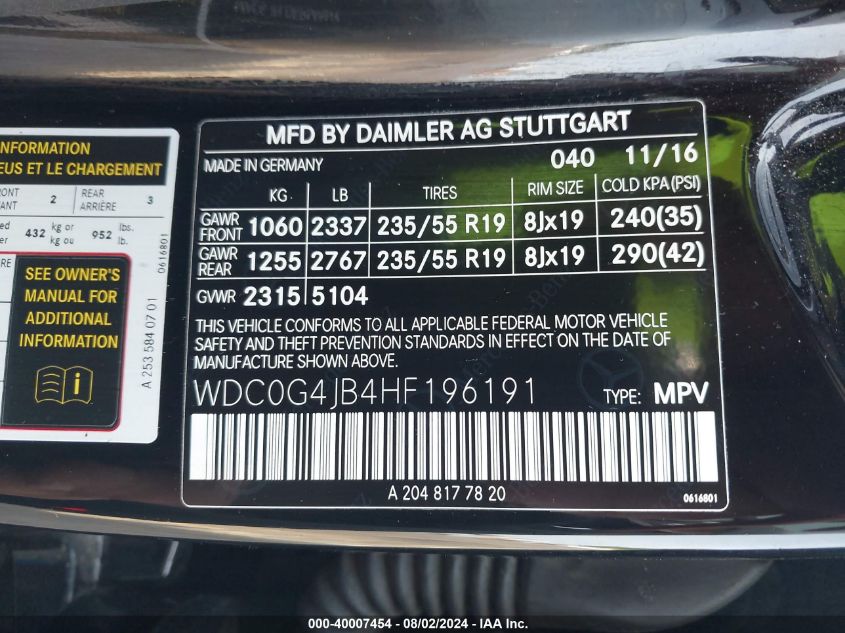 MFD BY DAIMLER AG STUTTGART
MADE IN GERMANY 040 11/16
KG LB TIRES RIM SIZE COLD KPA(PSI)
GAWR FRONT 1060 2337 235/55 R19 8Jx19 240(35)
GAWR REAR 1255 2767 235/55 R19 8Jx19 290(42)
GVWR 2315 5104
THIS VEHICLE CONFORMS TO ALL APPLICABLE FEDERAL MOTOR VEHICLE
SAFETY AND THEFT PREVENTION STANDARDS IN EFFECT ON THE DATE OF
MANUFACTURE SHOWN ABOVE.
WDC0G4JB4HF196191 TYPE: MPV
A 204 817 78 20 0616801
INFORMATION
ET LE CHARGEMENT
2 REAR ARRIÈRE 3
432 kg or kg ou 952 lbs. lb.
SEE OWNER'S
MANUAL FOR
ADDITIONAL
INFORMATION
0616801
A 253 584 07 01
000-40007454 - 08/02/2024 - IAA Inc.